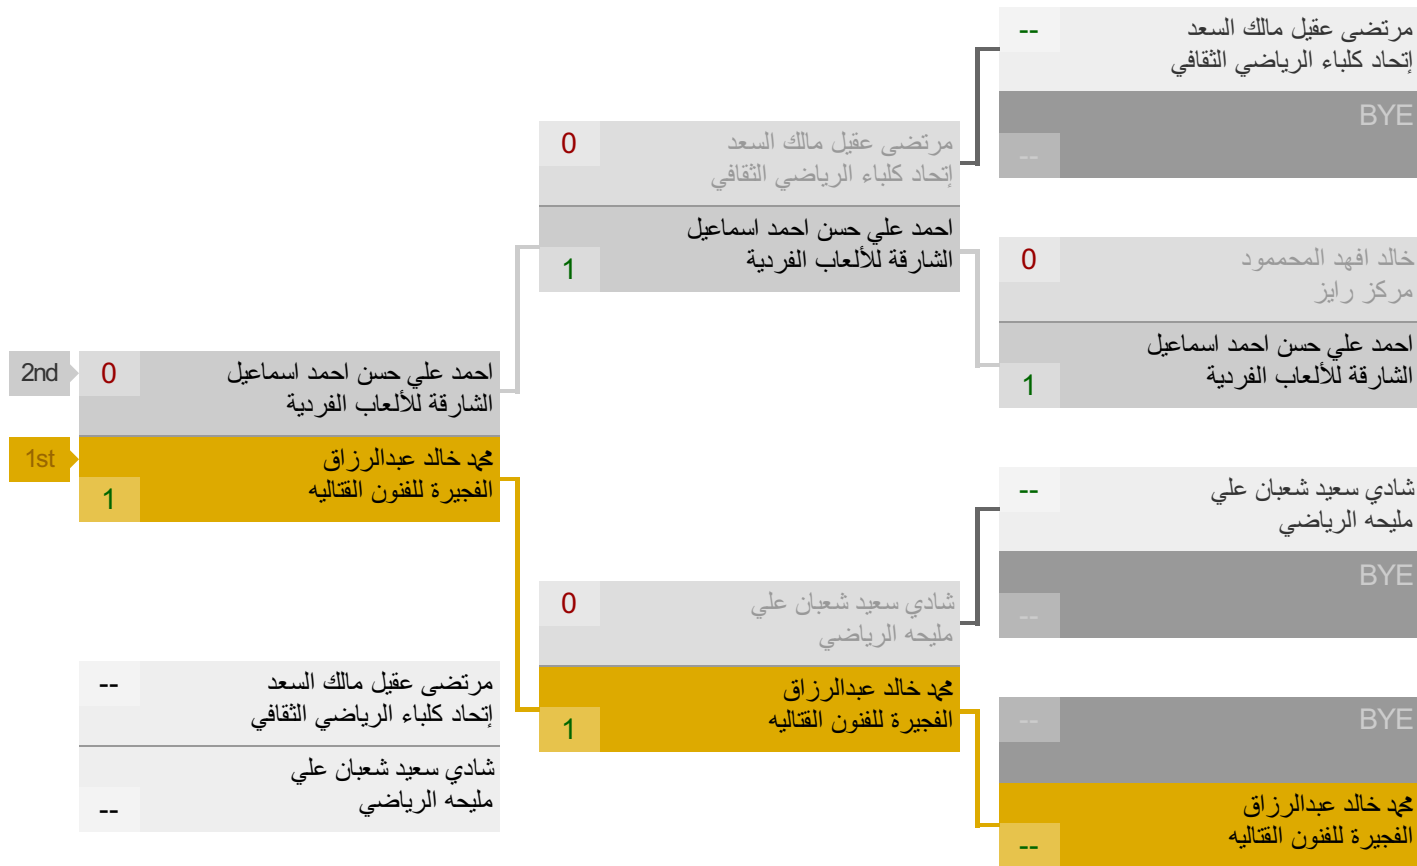 --
مرتضى عقيل مالك السعد
إتحاد كلباء الرياضي الثقافي
BYE
--
0
خالد افهد المحممود
مركز رايز
احمد علي حسن احمد اسماعيل
الشارقة للألعاب الفردية
1
--
شادي سعيد شعبان علي
مليحه الرياضي
BYE
--
--
BYE
محمد خالد عبدالرزاق
الفجيرة للفنون القتاليه
--
0
مرتضى عقيل مالك السعد
إتحاد كلباء الرياضي الثقافي
احمد علي حسن احمد اسماعيل
الشارقة للألعاب الفردية
1
0
شادي سعيد شعبان علي
مليحه الرياضي
محمد خالد عبدالرزاق
الفجيرة للفنون القتاليه
1
2nd
0
احمد علي حسن احمد اسماعيل
الشارقة للألعاب الفردية
1st
محمد خالد عبدالرزاق
الفجيرة للفنون القتاليه
1
--
مرتضى عقيل مالك السعد
إتحاد كلباء الرياضي الثقافي
شادي سعيد شعبان علي
مليحه الرياضي
--